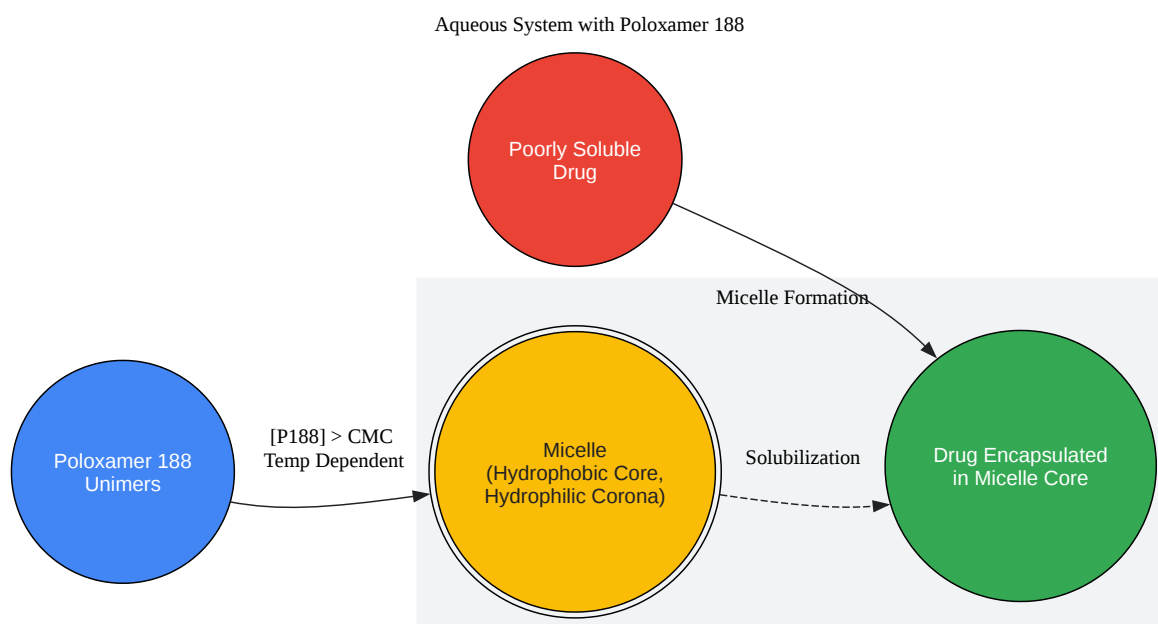 Aqueous System with Poloxamer 188
Poorly Soluble
Drug
Micelle Formation
[P188] > CMC
Temp Dependent
Poloxamer 188
Unimers
Micelle
(Hydrophobic Core,
Hydrophilic Corona)
Solubilization
Drug Encapsulated
in Micelle Core